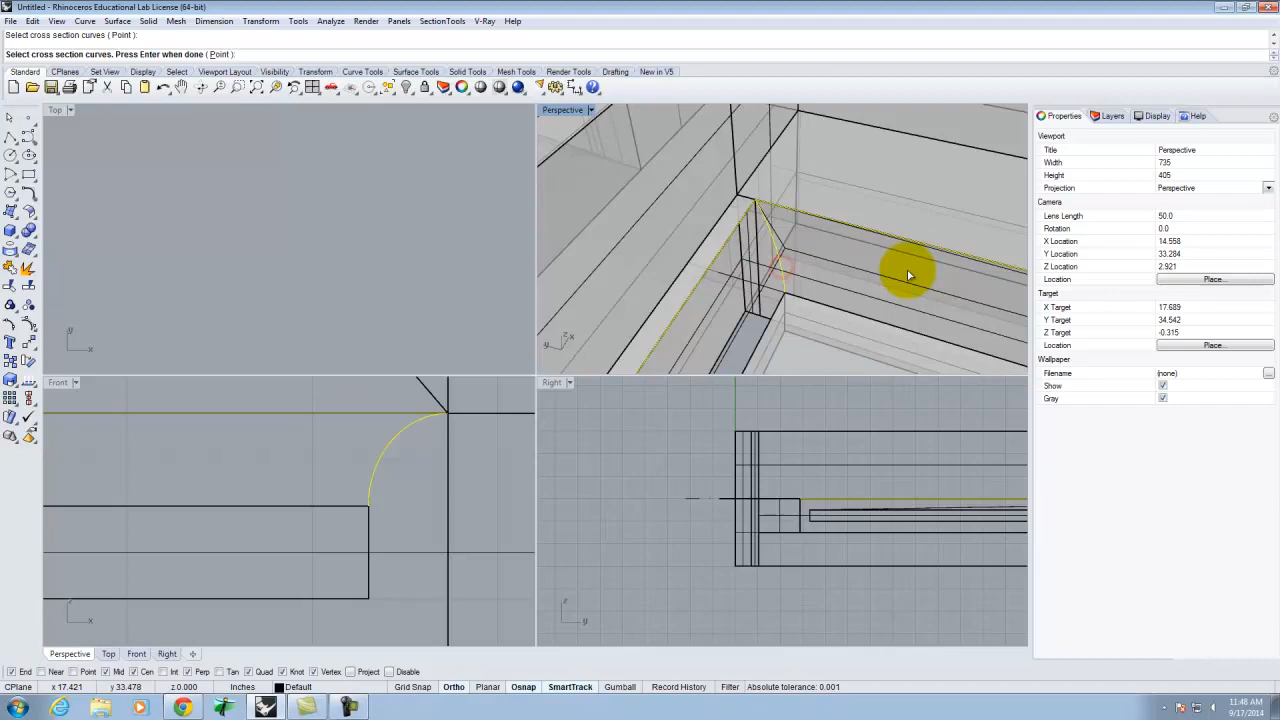 Untitled - Rhinoceros Educational Lab License (64-bit)
File Edit View Curve Surface Solid Mesh Dimension Transform Tools Analyze Render Panels SectionTools V-Ray Help
Select cross section curves ( Point ):
Select cross section curves. Press Enter when done ( Point ):
Standard CPlanes Set View Display Select Viewport Layout Visibility Transform Curve Tools Surface Tools Solid Tools Mesh Tools Render Tools Drafting New in V5
Top
Perspective
Properties Layers Display Help
Viewport
Title Perspective
Width 735
Height 405
Projection Perspective
Camera
Lens Length 50.0
Rotation 0.0
X Location 14.558
Y Location 33.284
Z Location 2.921
Location Place...
Target
X Target 17.689
Y Target 34.542
Z Target -0.315
Location Place...
Wallpaper
Filename (none) ...
Show
Gray
y
x
z
x
y
Front
Right
z
x
z
y
Perspective Top Front Right
End Near Point Mid Cen Int Perp Tan Quad Knot Vertex Project Disable
CPlane x 17.421 y 33.478 z 0.000 Inches Default Grid Snap Ortho Planar Osnap SmartTrack Gumball Record History Filter Absolute tolerance: 0.001
11:48 AM
9/17/2014